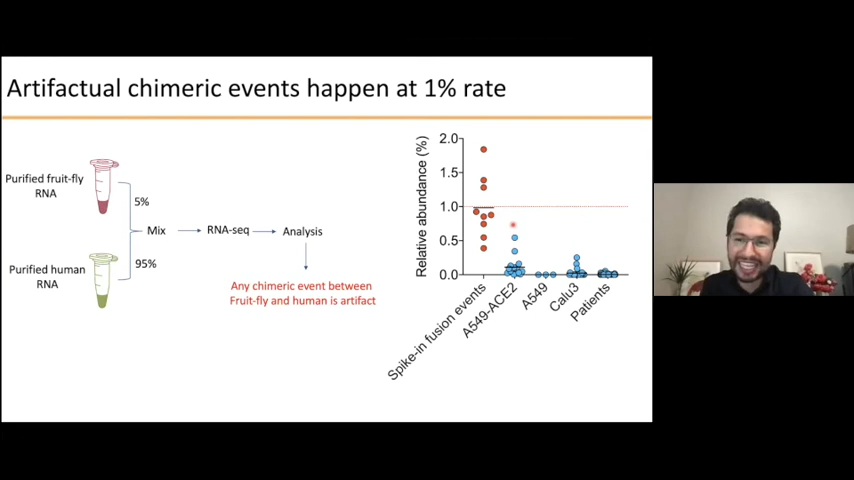 Artifactual chimeric events happen at 1% rate
Purified fruit-fly
RNA
5%
Mix
RNA-seq
Analysis
95%
Purified human
RNA
Any chimeric event between
Fruit-fly and human is artifact
Relative abundance (%)
2.0
1.5
1.0
0.5
0.0
Spike-in fusion events
A549-ACE2
A549
Calu3
Patients